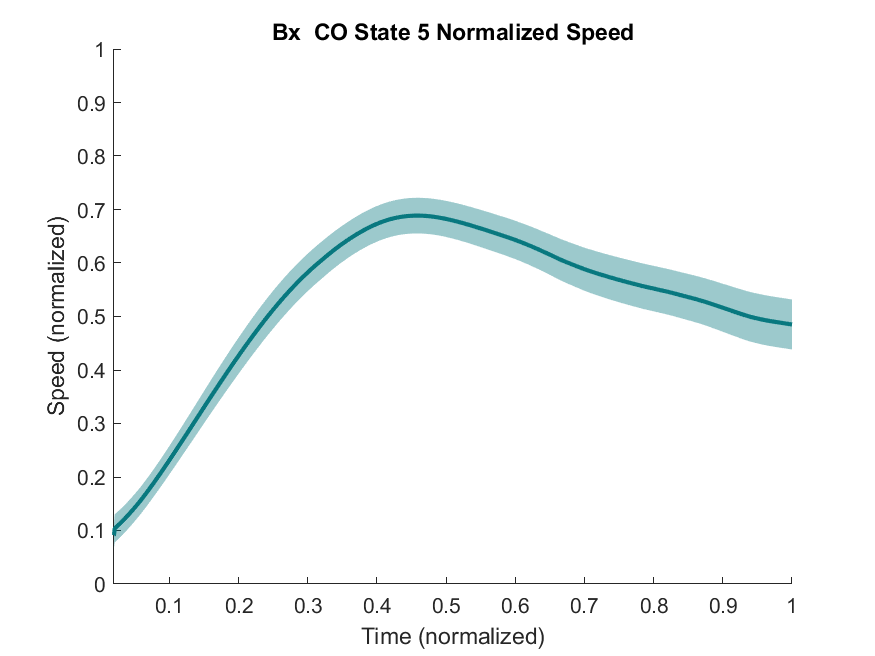 Bx  CO State 5 Normalized Speed
1
0.9
0.8
0.7
0.6
0.5
0.4
0.3
0.2
0.1
0
Speed (normalized)
0.1 0.2 0.3 0.4 0.5 0.6 0.7 0.8 0.9 1
Time (normalized)